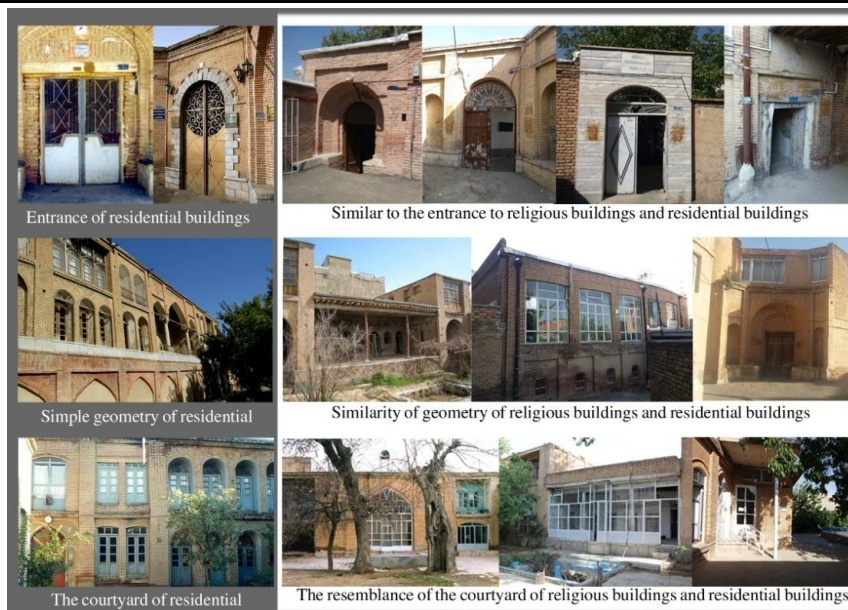 Entrance of residential buildings
Similar to the entrance to religious buildings and residential buildings
Simple geometry of residential
Similarity of geometry of religious buildings and residential buildings
The courtyard of residential
The resemblance of the courtyard of religious buildings and residential buildings